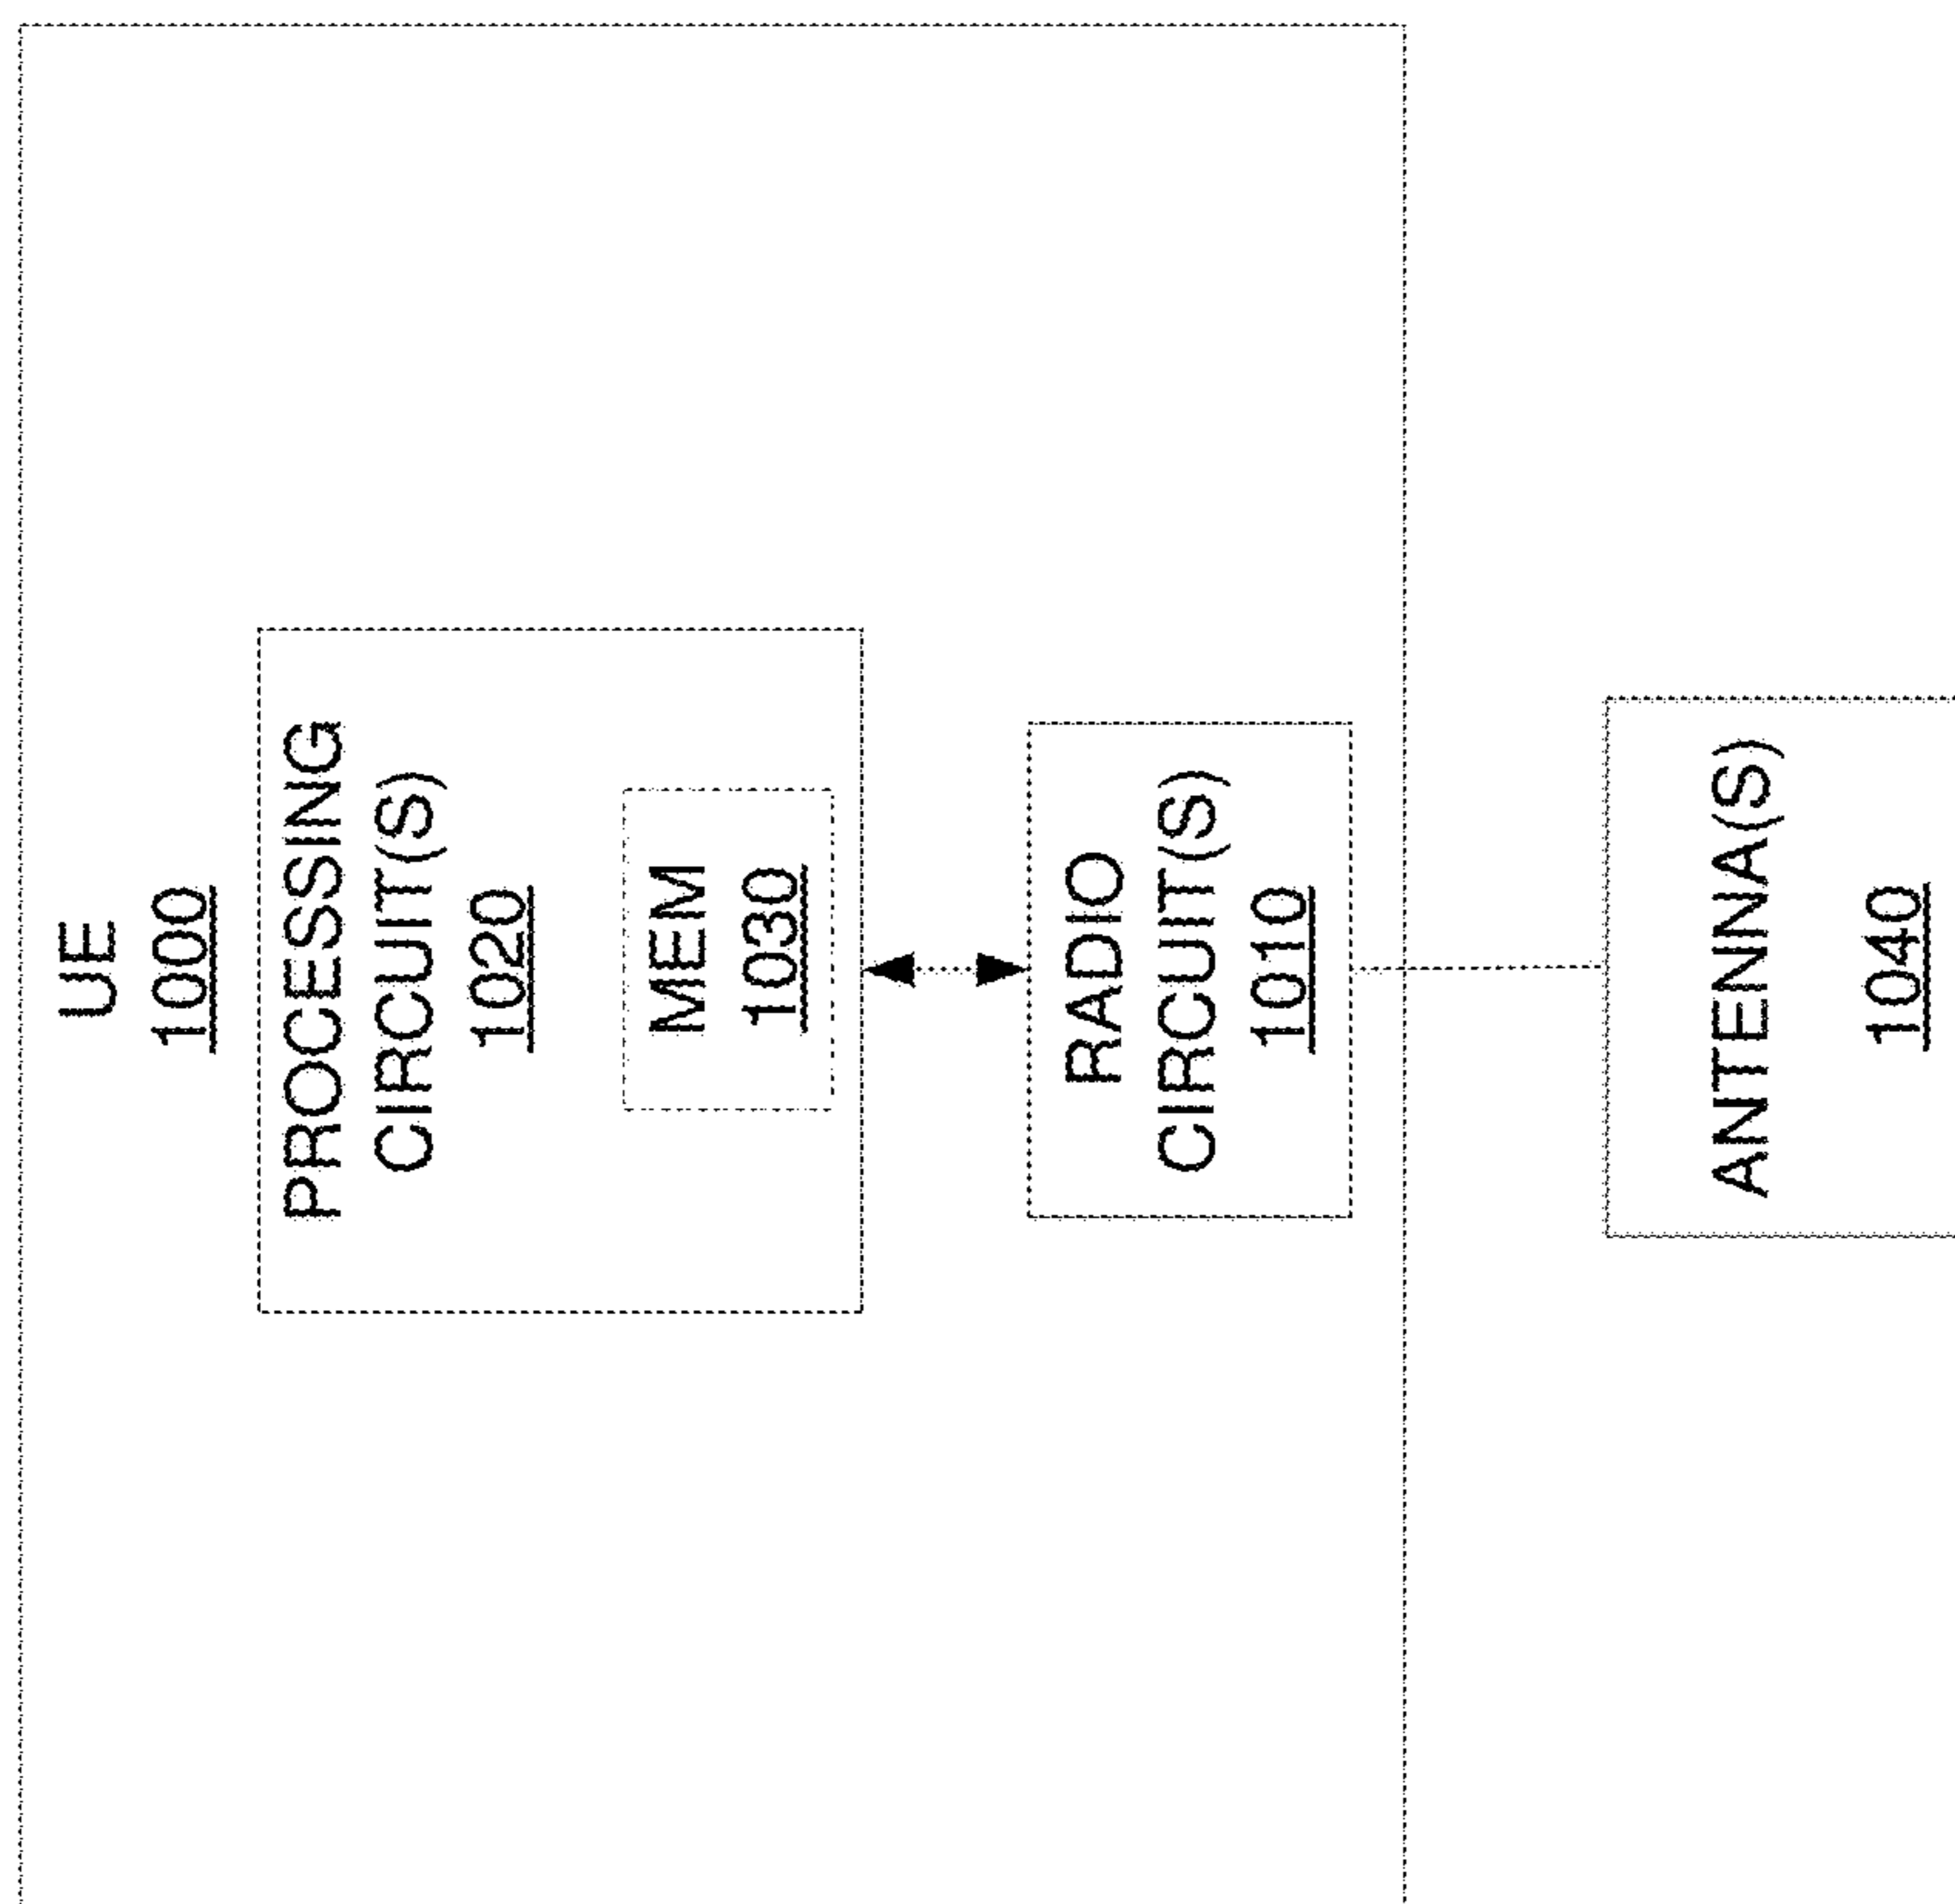 UE
1000
PROCESSING
CIRCUIT(S)
1020
MEM
1030
RADIO
CIRCUIT(S)
1010
ANTENNA(S)
1040